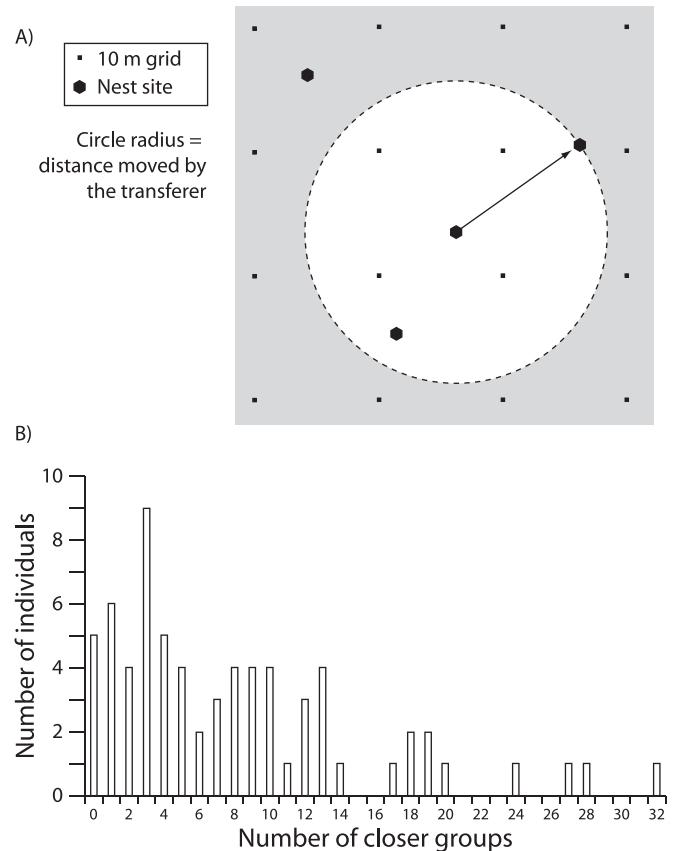 A)
10 m grid
Nest site
Circle radius =
distance moved by
the transferer
B)
10
8
6
4
2
0
Number of individuals
0 2 4 6 8 10 12 14 16 18 20 22 24 26 28 30 32
Number of closer groups